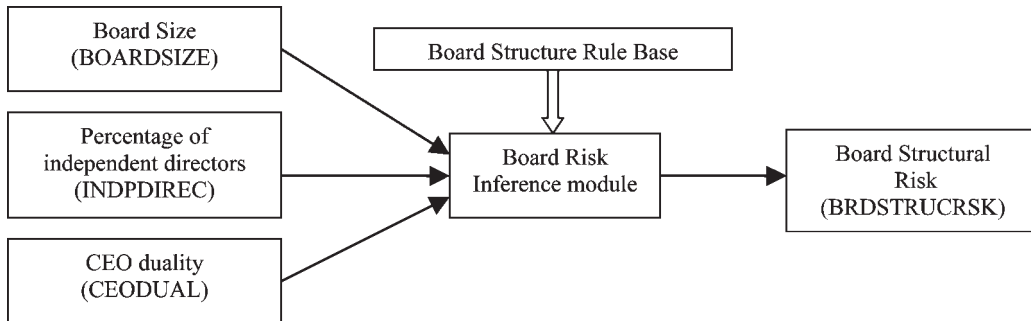 Board Size
(BOARDSIZE)
Board Structure Rule Base
Percentage of
independent directors
(INDPDIREC)
Board Risk
Inference module
Board Structural
Risk
(BRDSTRUCRSK)
CEO duality
(CEODUAL)